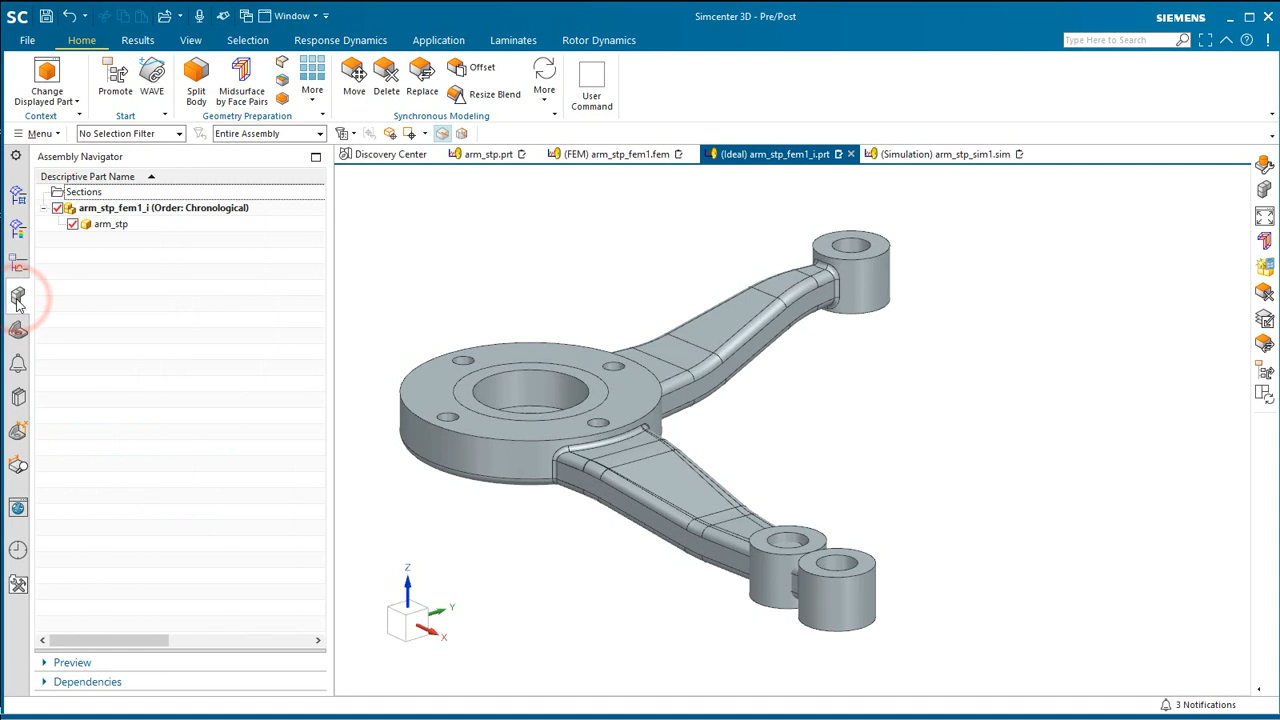 SC
Window
Simcenter 3D - Pre/Post
SIEMENS
File
Home
Results
View
Selection
Response Dynamics
Application
Laminates
Rotor Dynamics
Type Here to Search
Change
Displayed Part
Promote
WAVE
Split
Body
Midsurface
by Face Pairs
More
Move
Delete
Replace
Offset
Resize Blend
More
User
Command
Context
Start
Geometry Preparation
Synchronous Modeling
Menu
No Selection Filter
Entire Assembly
Assembly Navigator
Discovery Center
arm_stp.prt
(FEM) arm_stp_fem1.fem
(Ideal) arm_stp_fem1_i.prt
(Simulation) arm_stp_sim1.sim
Descriptive Part Name
Sections
arm_stp_fem1_i (Order: Chronological)
arm_stp
Z
Y
X
Preview
Dependencies
3 Notifications